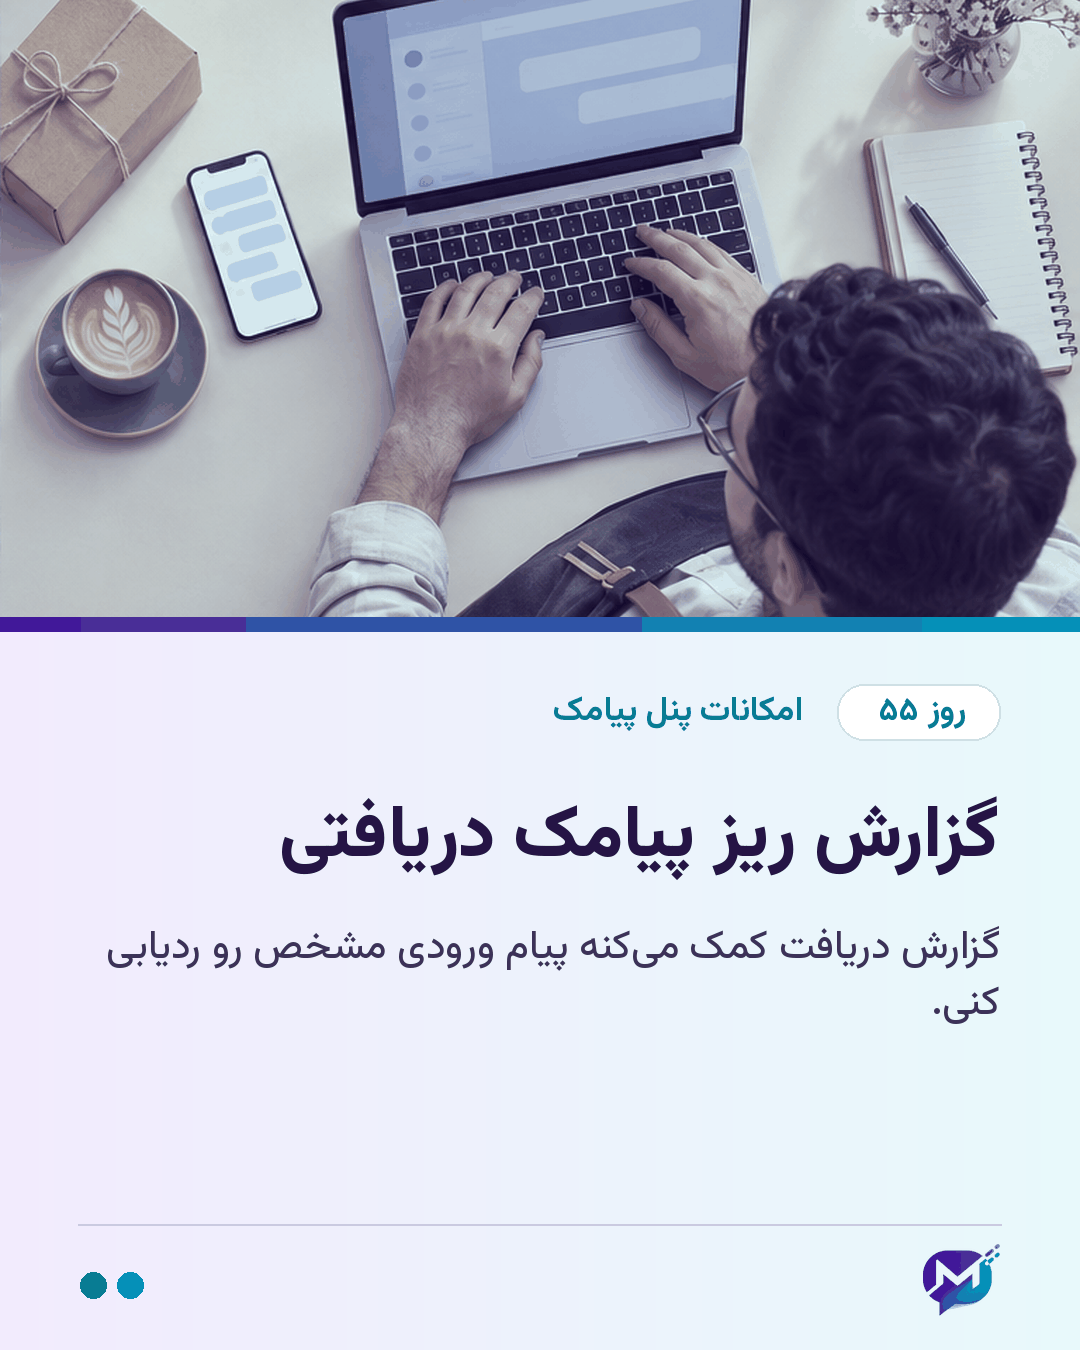 روز ۵۵
امکانات پنل پیامک
گزارش ریز پیامک دریافتی
گزارش دریافت کمک می‌کنه پیام ورودی مشخص رو ردیابی
کنی.